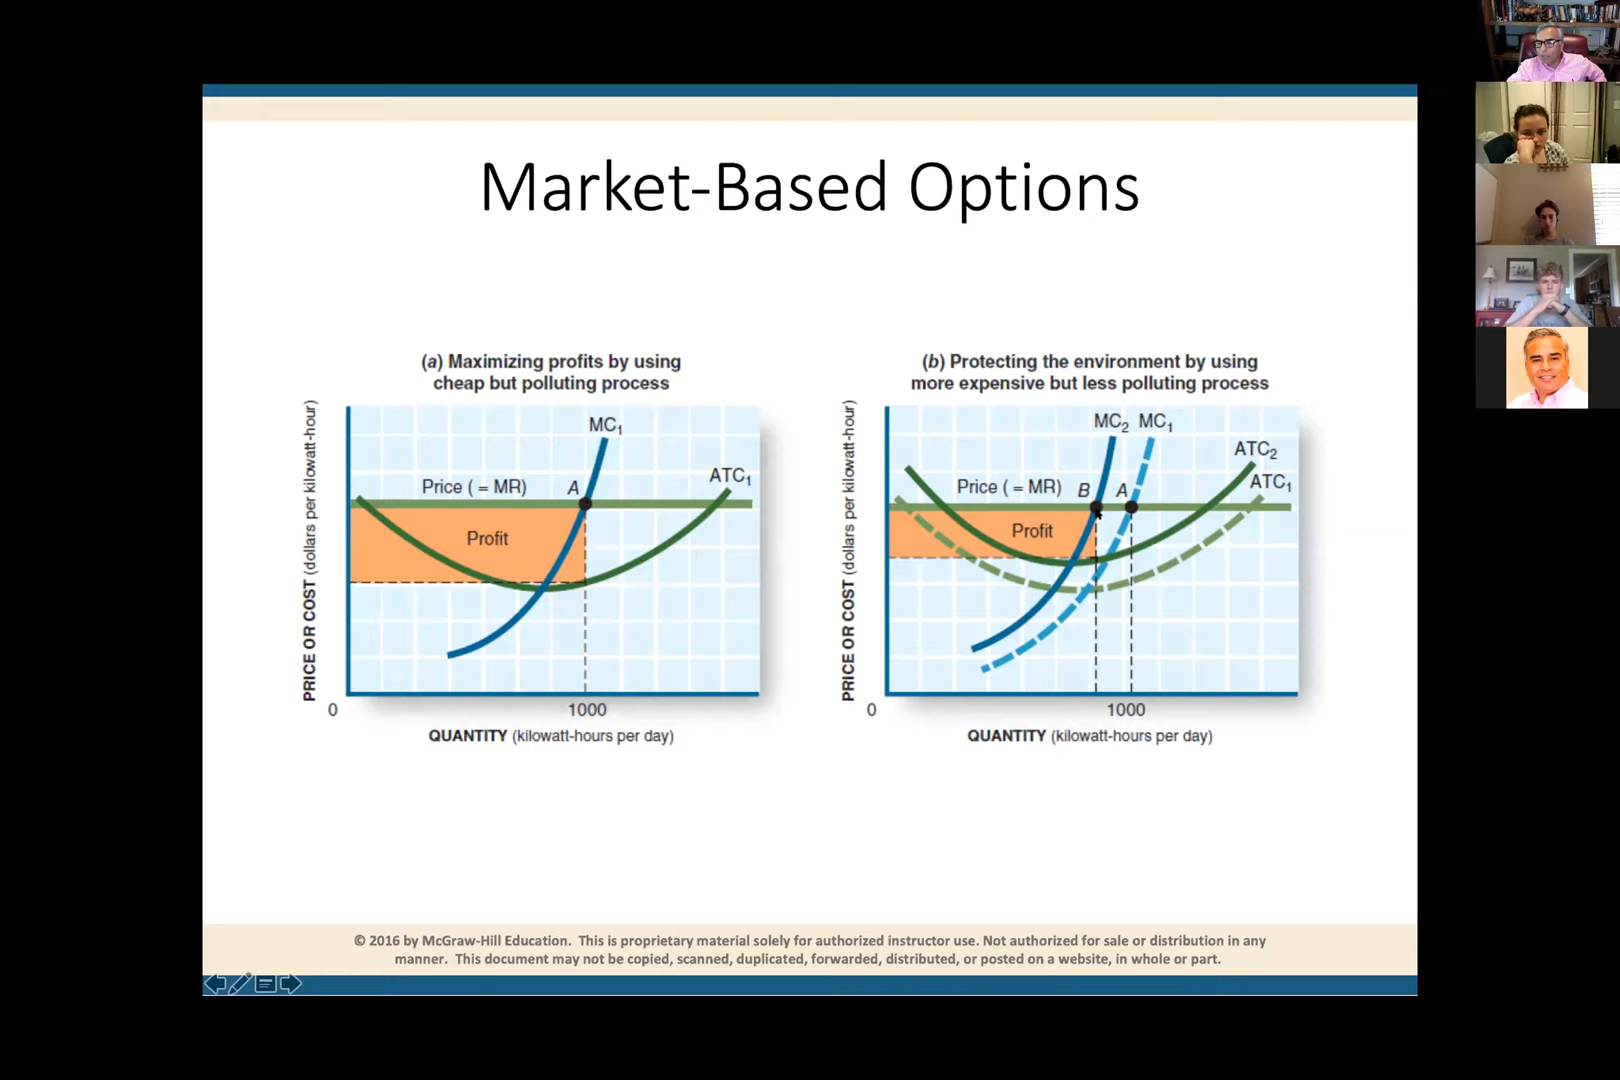 Market-Based Options
(a) Maximizing profits by using
cheap but polluting process
PRICE OR COST (dollars per kilowatt-hour)
MC1
ATC1
Price ( = MR)
A
Profit
0
1000
QUANTITY (kilowatt-hours per day)
(b) Protecting the environment by using
more expensive but less polluting process
PRICE OR COST (dollars per kilowatt-hour)
MC2 MC1
ATC2
ATC1
Price ( = MR)
B
A
Profit
0
1000
QUANTITY (kilowatt-hours per day)
© 2016 by McGraw-Hill Education. This is proprietary material solely for authorized instructor use. Not authorized for sale or distribution in any
manner. This document may not be copied, scanned, duplicated, forwarded, distributed, or posted on a website, in whole or part.